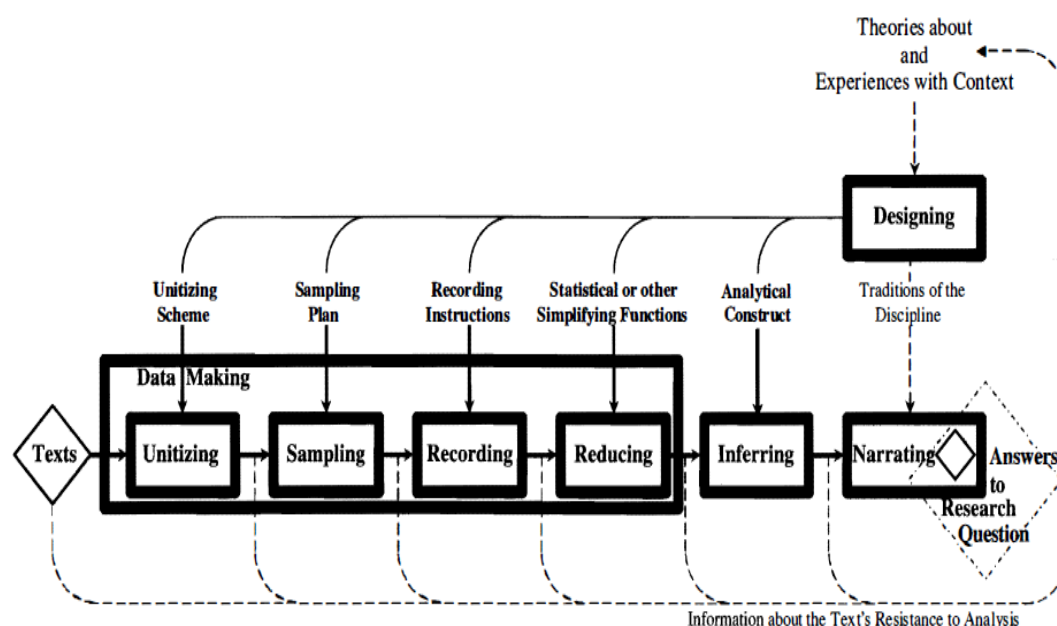 Theories about
and
Experiences with Context
Designing
Unitizing
Scheme
Sampling
Plan
Recording
Instructions
Statistical or other
Simplifying Functions
Analytical
Construct
Traditions of the
Discipline
Data Making
Texts
Unitizing
Sampling
Recording
Reducing
Inferring
Narrating
Answers
to
Research
Question
Information about the Text's Resistance to Analysis